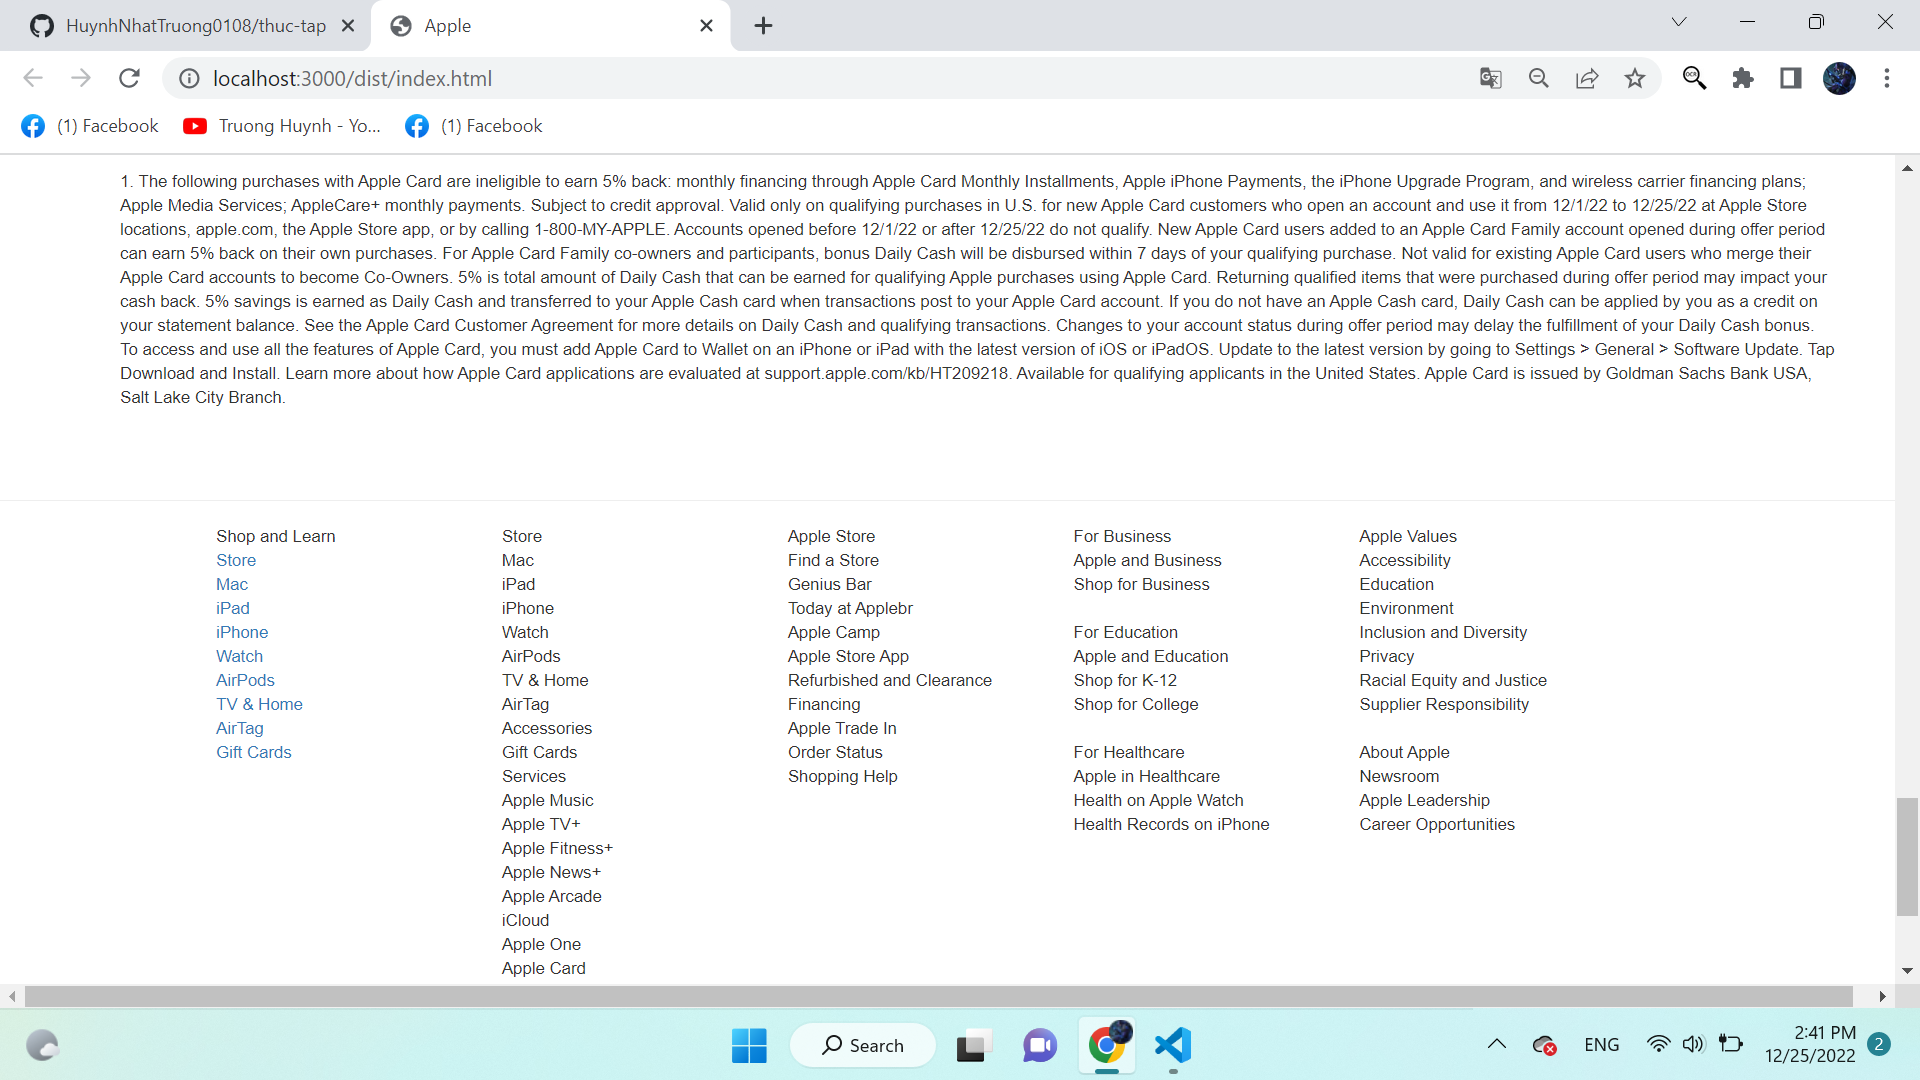 HuynhNhatTruong0108/thuc-tap
Apple
localhost:3000/dist/index.html
(1) Facebook
Truong Huynh - Yo...
(1) Facebook
1. The following purchases with Apple Card are ineligible to earn 5% back: monthly financing through Apple Card Monthly Installments, Apple iPhone Payments, the iPhone Upgrade Program, and wireless carrier financing plans;
Apple Media Services; AppleCare+ monthly payments. Subject to credit approval. Valid only on qualifying purchases in U.S. for new Apple Card customers who open an account and use it from 12/1/22 to 12/25/22 at Apple Store
locations, apple.com, the Apple Store app, or by calling 1-800-MY-APPLE. Accounts opened before 12/1/22 or after 12/25/22 do not qualify. New Apple Card users added to an Apple Card Family account opened during offer period
can earn 5% back on their own purchases. For Apple Card Family co-owners and participants, bonus Daily Cash will be disbursed within 7 days of your qualifying purchase. Not valid for existing Apple Card users who merge their
Apple Card accounts to become Co-Owners. 5% is total amount of Daily Cash that can be earned for qualifying Apple purchases using Apple Card. Returning qualified items that were purchased during offer period may impact your
cash back. 5% savings is earned as Daily Cash and transferred to your Apple Cash card when transactions post to your Apple Card account. If you do not have an Apple Cash card, Daily Cash can be applied by you as a credit on
your statement balance. See the Apple Card Customer Agreement for more details on Daily Cash and qualifying transactions. Changes to your account status during offer period may delay the fulfillment of your Daily Cash bonus.
To access and use all the features of Apple Card, you must add Apple Card to Wallet on an iPhone or iPad with the latest version of iOS or iPadOS. Update to the latest version by going to Settings > General > Software Update. Tap
Download and Install. Learn more about how Apple Card applications are evaluated at support.apple.com/kb/HT209218. Available for qualifying applicants in the United States. Apple Card is issued by Goldman Sachs Bank USA,
Salt Lake City Branch.
Shop and Learn
Store
Mac
iPad
iPhone
Watch
AirPods
TV & Home
AirTag
Gift Cards
Store
Mac
iPad
iPhone
Watch
AirPods
TV & Home
AirTag
Accessories
Gift Cards
Services
Apple Music
Apple TV+
Apple Fitness+
Apple News+
Apple Arcade
iCloud
Apple One
Apple Card
Apple Store
Find a Store
Genius Bar
Today at Applebr
Apple Camp
Apple Store App
Refurbished and Clearance
Financing
Apple Trade In
Order Status
Shopping Help
For Business
Apple and Business
Shop for Business
For Education
Apple and Education
Shop for K-12
Shop for College
For Healthcare
Apple in Healthcare
Health on Apple Watch
Health Records on iPhone
Apple Values
Accessibility
Education
Environment
Inclusion and Diversity
Privacy
Racial Equity and Justice
Supplier Responsibility
About Apple
Newsroom
Apple Leadership
Career Opportunities
Search
ENG
2:41 PM
12/25/2022
2